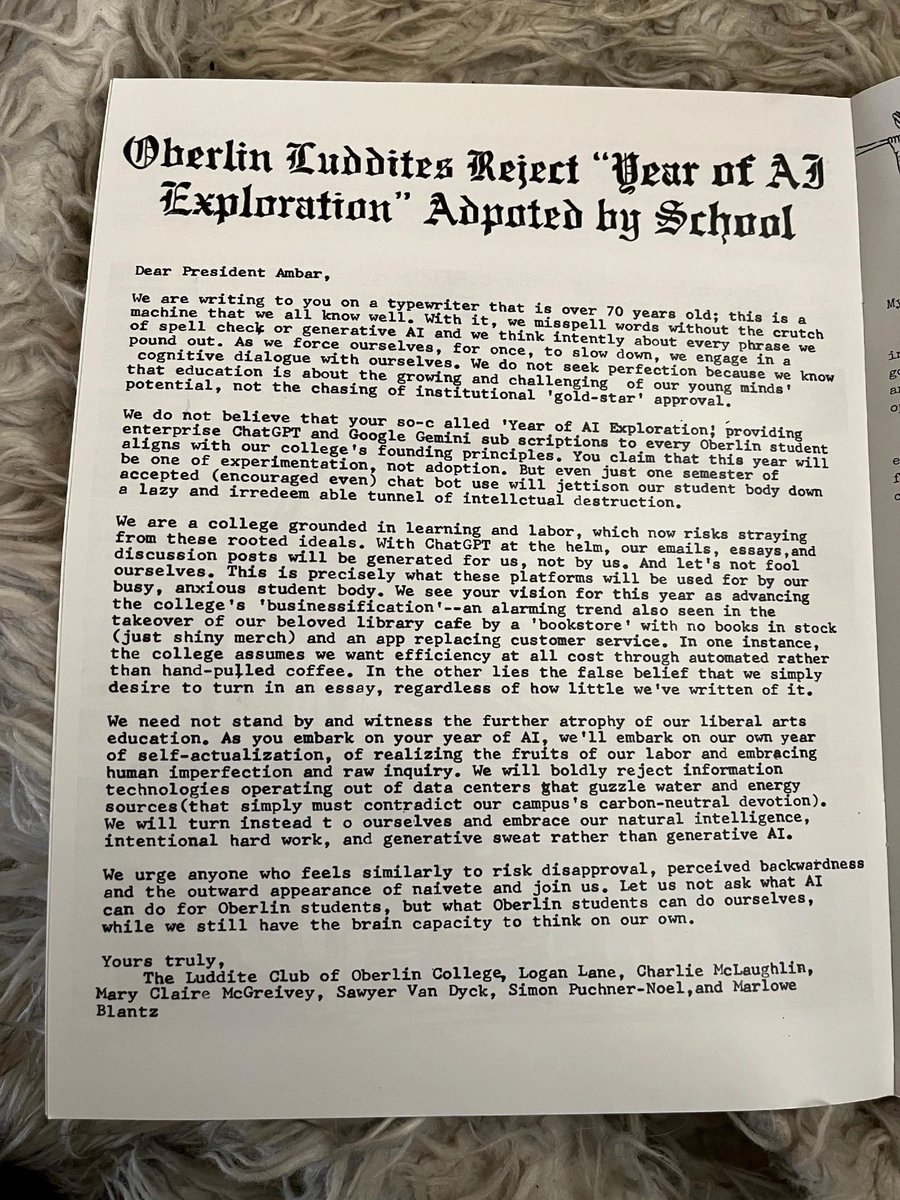 Oberlin Luddites Reject “Year of AI
Exploration” Adpoted by School
Dear President Ambar,
We are writing to you on a typewriter that is over 70 years old; this is a
machine that we all know well. With it, we misspell words without the crutch
of spell check or generative AI and we think intently about every phrase we
pound out. As we force ourselves, for once, to slow down, we engage in a
cognitive dialogue with ourselves. We do not seek perfection because we know
that education is about the growing and challenging of our young minds'
potential, not the chasing of institutional 'gold-star' approval.
We do not believe that your so-c alled 'Year of AI Exploration; providing
enterprise ChatGPT and Google Gemini sub scriptions to every Oberlin student
aligns with our college's founding principles. You claim that this year will
be one of experimentation, not adoption. But even just one semester of
accepted (encouraged even) chat bot use will jettison our student body down
a lazy and irredeem able tunnel of intellctual destruction.
We are a college grounded in learning and labor, which now risks straying
from these rooted ideals. With ChatGPT at the helm, our emails, essays,and
discussion posts will be generated for us, not by us. And let's not fool
ourselves. This is precisely what these platforms will be used for by our
busy, anxious student body. We see your vision for this year as advancing
the college's 'businessification'--an alarming trend also seen in the
takeover of our beloved library cafe by a 'bookstore' with no books in stock
(just shiny merch) and an app replacing customer service. In one instance,
the college assumes we want efficiency at all cost through automated rather
than hand-pulled coffee. In the other lies the false belief that we simply
desire to turn in an essay, regardless of how little we've written of it.
We need not stand by and witness the further atrophy of our liberal arts
education. As you embark on your year of AI, we'll embark on our own year
of self-actualization, of realizing the fruits of our labor and embracing
human imperfection and raw inquiry. We will boldly reject information
technologies operating out of data centers that guzzle water and energy
sources(that simply must contradict our campus's carbon-neutral devotion).
We will turn instead t o ourselves and embrace our natural intelligence,
intentional hard work, and generative sweat rather than generative AI.
We urge anyone who feels similarly to risk disapproval, perceived backwardness
and the outward appearance of naivete and join us. Let us not ask what AI
can do for Oberlin students, but what Oberlin students can do ourselves,
while we still have the brain capacity to think on our own.
Yours truly,
The Luddite Club of Oberlin College, Logan Lane, Charlie McLaughlin,
Mary Claire McGreivey, Sawyer Van Dyck, Simon Puchner-Noel,and Marlowe
Blantz